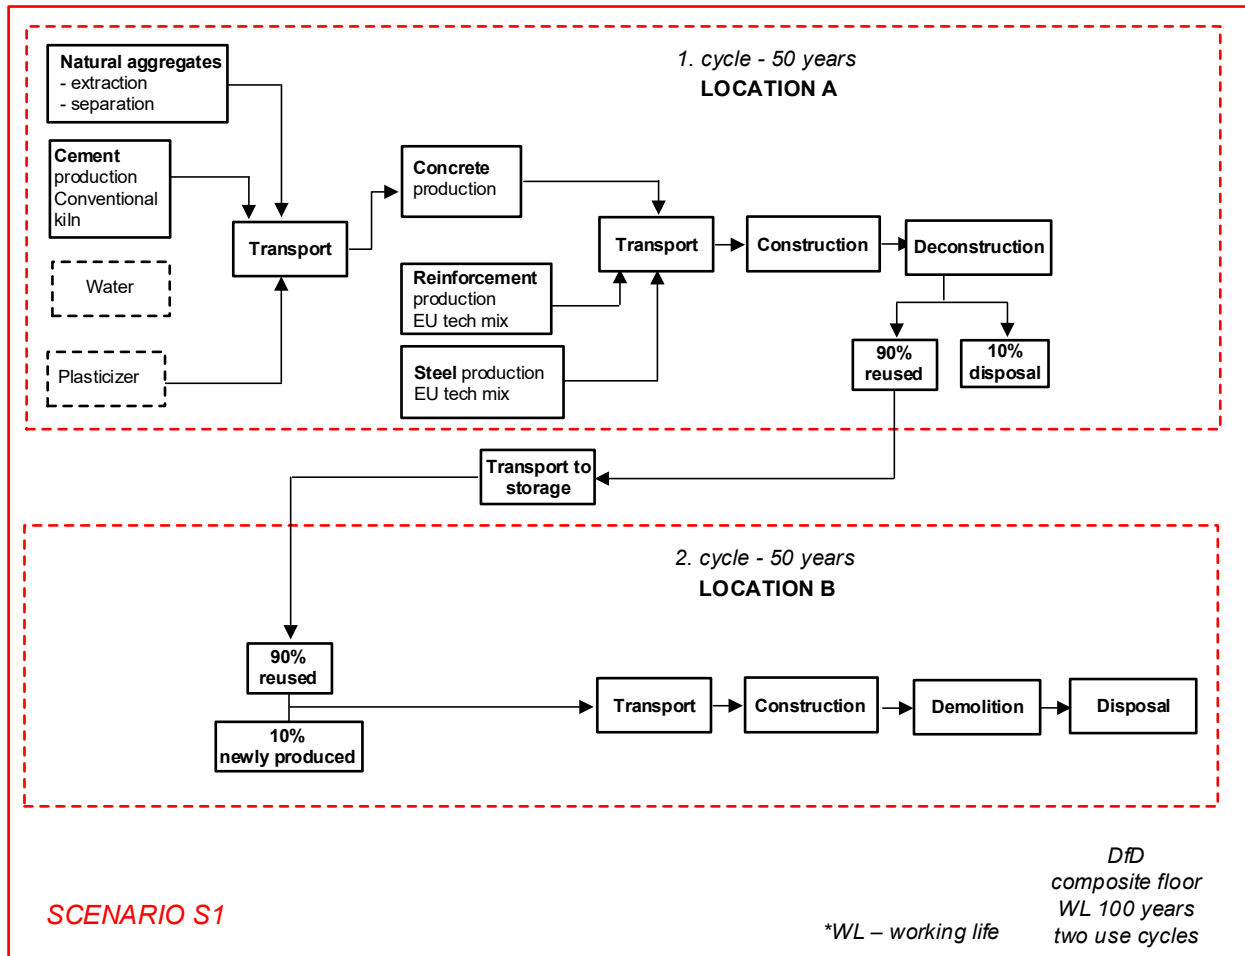 1. cycle - 50 years
LOCATION A
Natural aggregates
- extraction
- separation
Cement
production
Conventional
kiln
Water
Plasticizer
Transport
Concrete
production
Reinforcement
production
EU tech mix
Steel production
EU tech mix
Transport
Construction
Deconstruction
90%
reused
10%
disposal
Transport to
storage
2. cycle - 50 years
LOCATION B
90%
reused
10%
newly produced
Transport
Construction
Demolition
Disposal
SCENARIO S1
*WL – working life
DfD
composite floor
WL 100 years
two use cycles